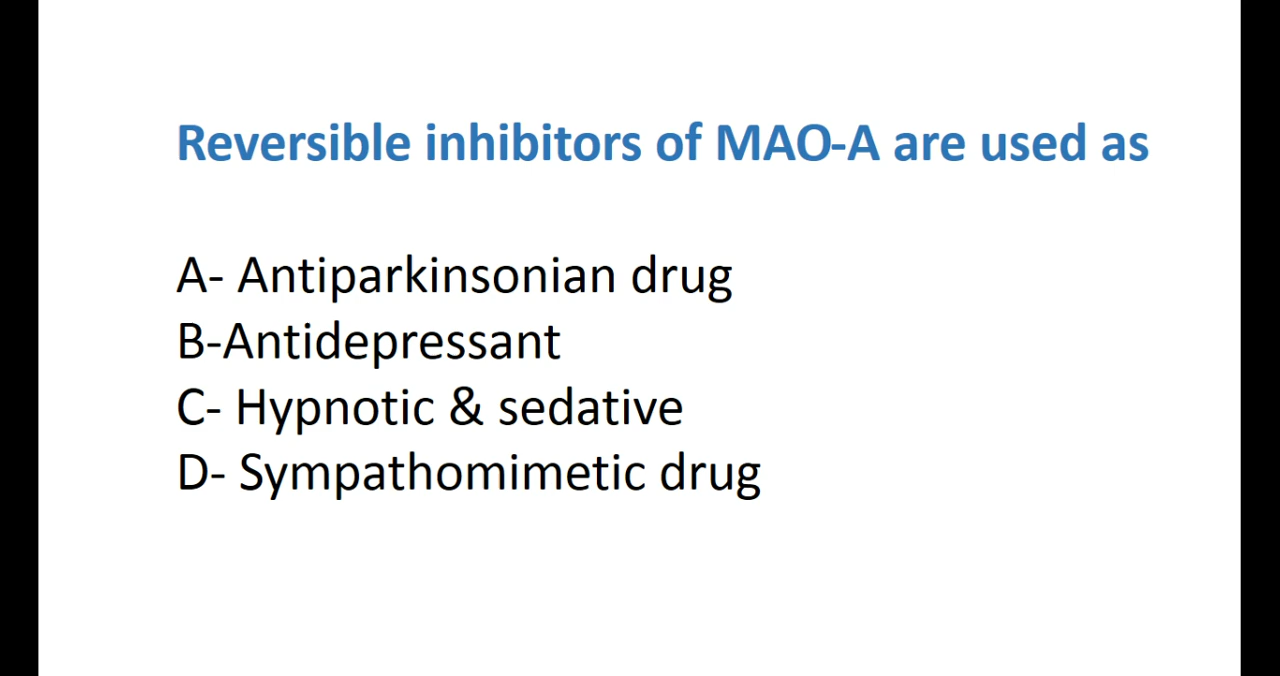 Reversible inhibitors of MAO-A are used as
A- Antiparkinsonian drug
B-Antidepressant
C- Hypnotic & sedative
D- Sympathomimetic drug